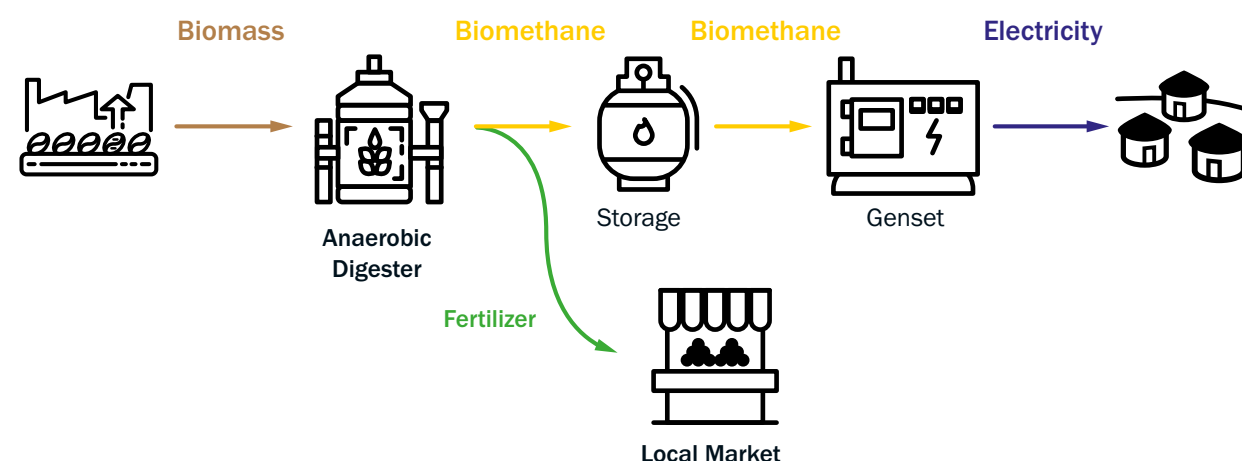 Biomass
Biomethane
Biomethane
Electricity
Storage
Genset
Anaerobic
Digester
Fertilizer
Local Market